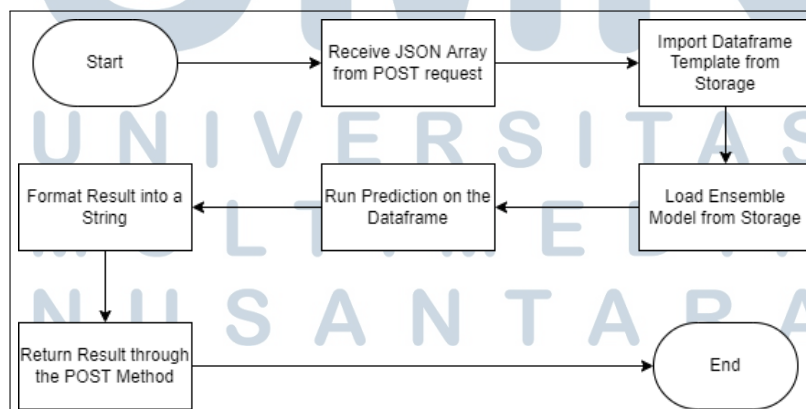 UMN
Start
Receive JSON Array
from POST request
Import Dataframe
Template from
Storage
UNIVERSITAS
Format Result into a
String
Run Prediction on the
Dataframe
Load Ensemble
Model from Storage
MULTIMEDIA
NUSANTARA
Return Result through
the POST Method
End